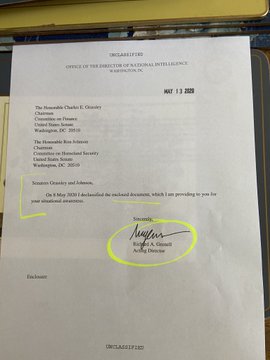 UNCLASSIFIED
OFFICE OF THE DIRECTOR OF NATIONAL INTELLIGENCE
WASHINGTON, DC
MAY 13 2020
The Honorable Charles E. Grassley
Chairman
Committee on Finance
United States Senate
Washington, DC 20510
The Honorable Ron Johnson
Chairman
Committee on Homeland Security
United States Senate
Washington, DC 20510
Senators Grassley and Johnson,
On 8 May 2020 I declassified the enclosed document, which I am providing to you for
your situational awareness.
Sincerely,
Richard A. Grenell
Acting Director
Enclosure
UNCLASSIFIED